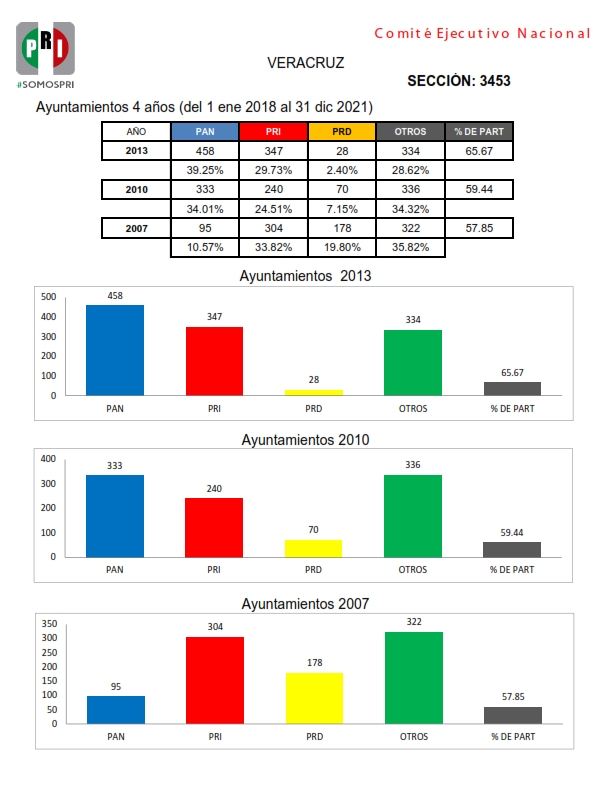 Comité Ejecutivo Nacional
PRI
#SOMOSPRI
VERACRUZ
SECCIÓN: 3453
Ayuntamientos 4 años (del 1 ene 2018 al 31 dic 2021)
AÑO PAN PRI PRD OTROS % DE PART
2013 458 347 28 334 65.67
39.25% 29.73% 2.40% 28.62%
2010 333 240 70 336 59.44
34.01% 24.51% 7.15% 34.32%
2007 95 304 178 322 57.85
10.57% 33.82% 19.80% 35.82%
Ayuntamientos 2013
500
400
300
200
100
0
458 347 28 334 65.67
PAN PRI PRD OTROS % DE PART
Ayuntamientos 2010
400
300
200
100
0
333 240 70 336 59.44
PAN PRI PRD OTROS % DE PART
Ayuntamientos 2007
350
300
250
200
150
100
50
0
95 304 178 322 57.85
PAN PRI PRD OTROS % DE PART